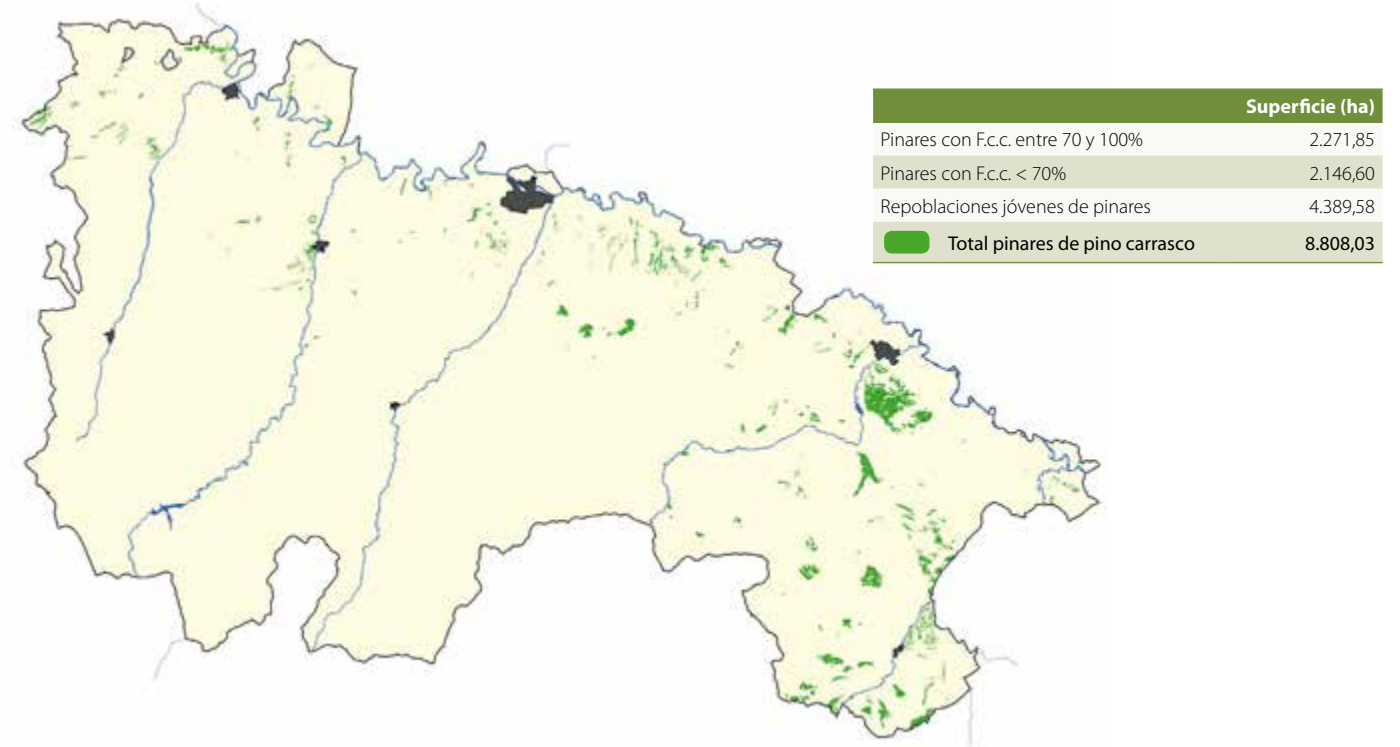 Superficie (ha)
Pinares con F.c.c. entre 70 y 100% 2.271,85
Pinares con F.c.c. < 70% 2.146,60
Repoblaciones jóvenes de pinares 4.389,58
Total pinares de pino carrasco 8.808,03